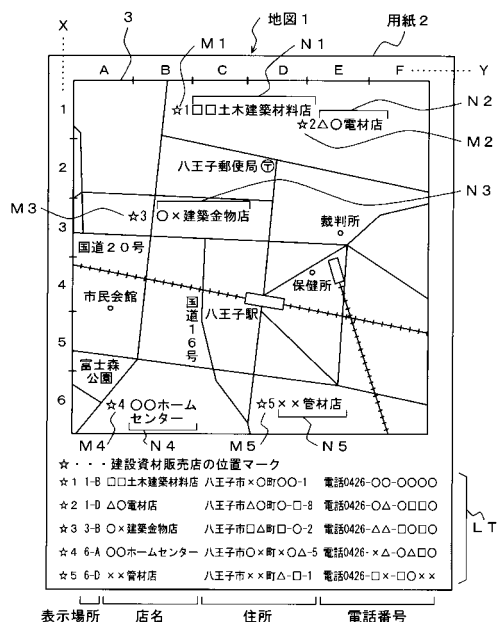 地図1
用紙2
X
3
M1
N1
A B C D E F
Y
1
☆1□□土木建築材料店
N2
☆2△○電材店
M2
2
八王子郵便局〶
N3
M3
☆3 ○×建築金物店
裁判所
3
国道20号
保健所
4
市民会館
国道16号
八王子駅
5
富士森
公園
6
☆4 ○○ホーム
センター
☆5××管材店
M4
N4
M5
N5
☆・・・建設資材販売店の位置マーク
☆1 1-B □□土木建築材料店 八王子市×○町○○-1 電話0426-○○-○○○○
☆2 1-D △○電材店 八王子市△○町○-□-8 電話0426-○△-○□□○
☆3 3-B ○×建築金物店 八王子市□△町□-○-2 電話0426-△△-□○□○
☆4 6-A ○○ホームセンター 八王子市○×町×○△-5 電話0426-×△-○△□○
☆5 6-D ××管材店 八王子市××町△-□-1 電話0426-□×-□○××
LT
表示場所 店名 住所 電話番号